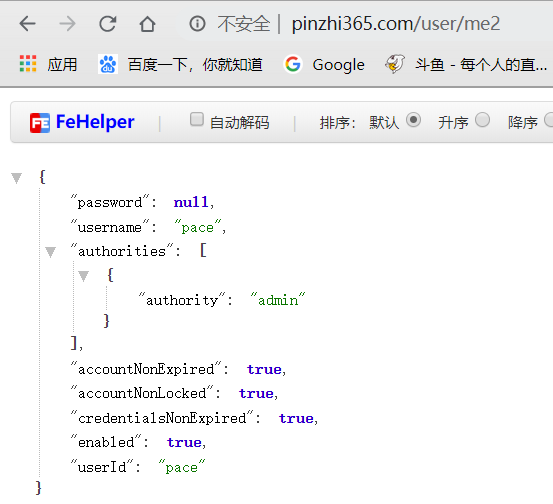 不安全 | pinzhi365.com/user/me2
应用 百度一下，你就知道 Google 斗鱼 - 每个人的直...
FeHelper | 自动解码 | 排序： 默认 升序 降序
{
"password": null,
"username": "pace",
"authorities": [
{
"authority": "admin"
}
],
"accountNonExpired": true,
"accountNonLocked": true,
"credentialsNonExpired": true,
"enabled": true,
"userId": "pace"
}